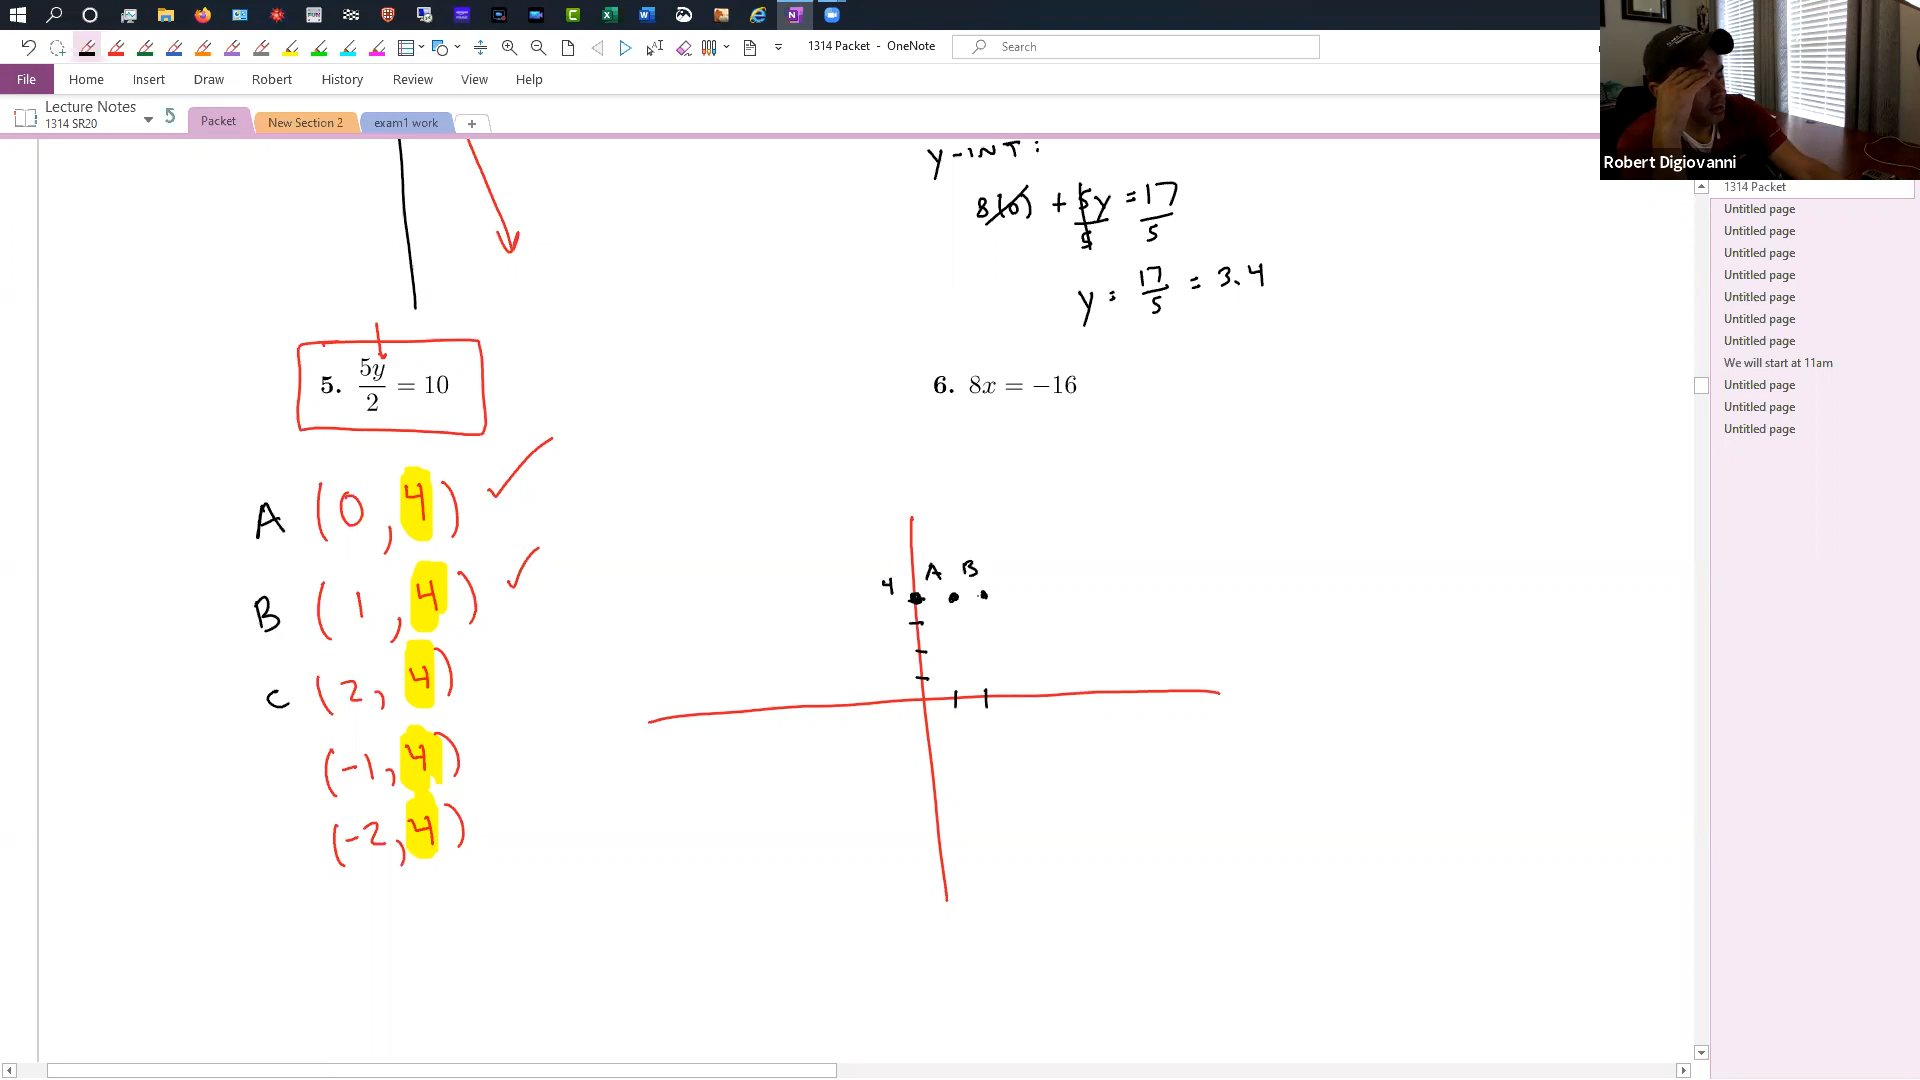 1314 Packet - OneNote
Search
File Home Insert Draw Robert History Review View Help
Lecture Notes
1314 SR20
Packet New Section 2 exam1 work +
Robert Digiovanni
1314 Packet
Untitled page
Untitled page
Untitled page
Untitled page
Untitled page
Untitled page
Untitled page
We will start at 11am
Untitled page
Untitled page
Untitled page
y-INT:
8(0) + 5y/5 = 17/5
y = 17/5 = 3.4
5. 5y/2 = 10
6. 8x = −16
A (0, 4) ✓
B (1, 4) ✓
C (2, 4)
(-1, 4)
(-2, 4)
A B
4